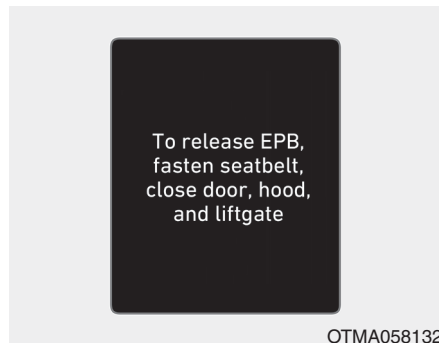 To release EPB,
fasten seatbelt,
close door, hood,
and liftgate
OTMA058132